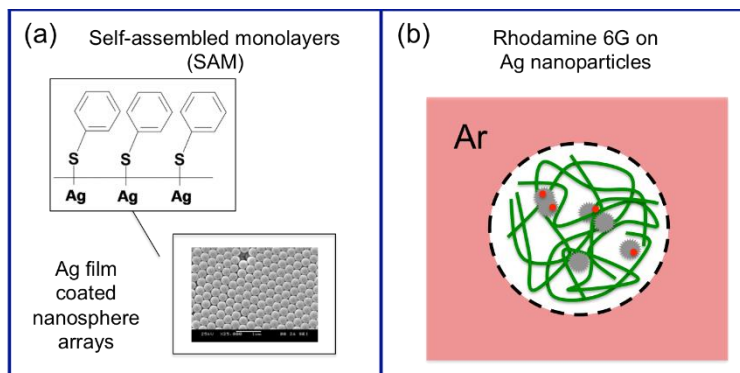 (a)
Self-assembled monolayers
(SAM)
S S S
Ag Ag Ag
Ag film
coated
nanosphere
arrays
(b)
Rhodamine 6G on
Ag nanoparticles
Ar